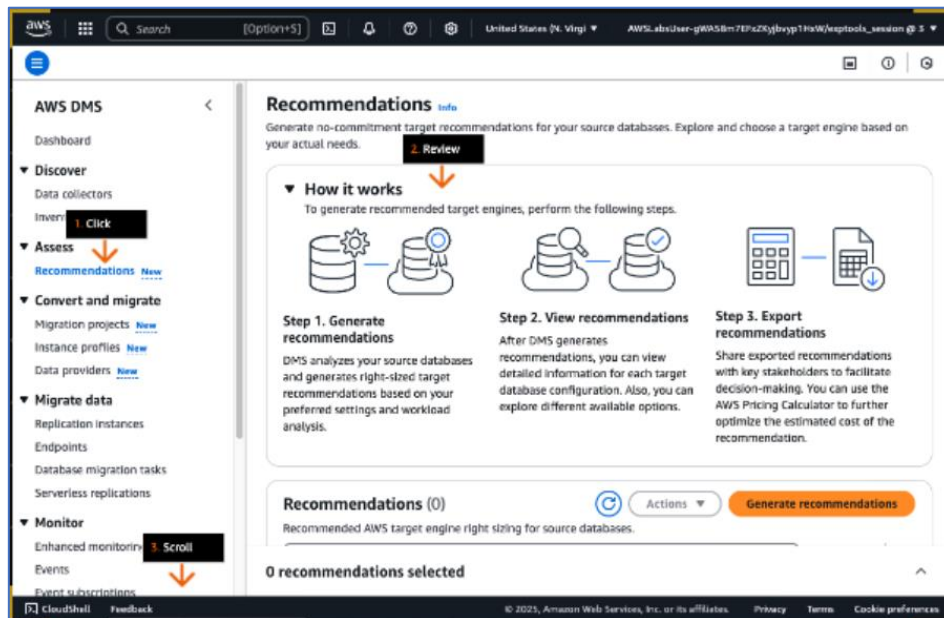 aws
Search
[Option+S]
United States (N. Virgi
AWSLabsUser-
/esptools_session @ 3
AWS DMS
Dashboard
Discover
Data collectors
Inven
1. Click
Assess
Recommendations New
Convert and migrate
Migration projects New
Instance profiles New
Data providers New
Migrate data
Replication instances
Endpoints
Database migration tasks
Serverless replications
Monitor
Enhanced monitorin
3. Scroll
Events
Event subscriptions
Recommendations Info
Generate no-commitment target recommendations for your source databases. Explore and choose a target engine based on
your actual needs.
2. Review
How it works
To generate recommended target engines, perform the following steps.
Step 1. Generate
recommendations
DMS analyzes your source databases
and generates right-sized target
recommendations based on your
preferred settings and workload
analysis.
Step 2. View recommendations
After DMS generates
recommendations, you can view
detailed information for each target
database configuration. Also, you can
explore different available options.
Step 3. Export
recommendations
Share exported recommendations
with key stakeholders to facilitate
decision-making. You can use the
AWS Pricing Calculator to further
optimize the estimated cost of the
recommendation.
Recommendations (0)
Actions
Generate recommendations
Recommended AWS target engine right sizing for source databases.
0 recommendations selected
CloudShell
Feedback
© 2025, Amazon Web Services, Inc. or its affiliates.
Privacy
Terms
Cookie preferences